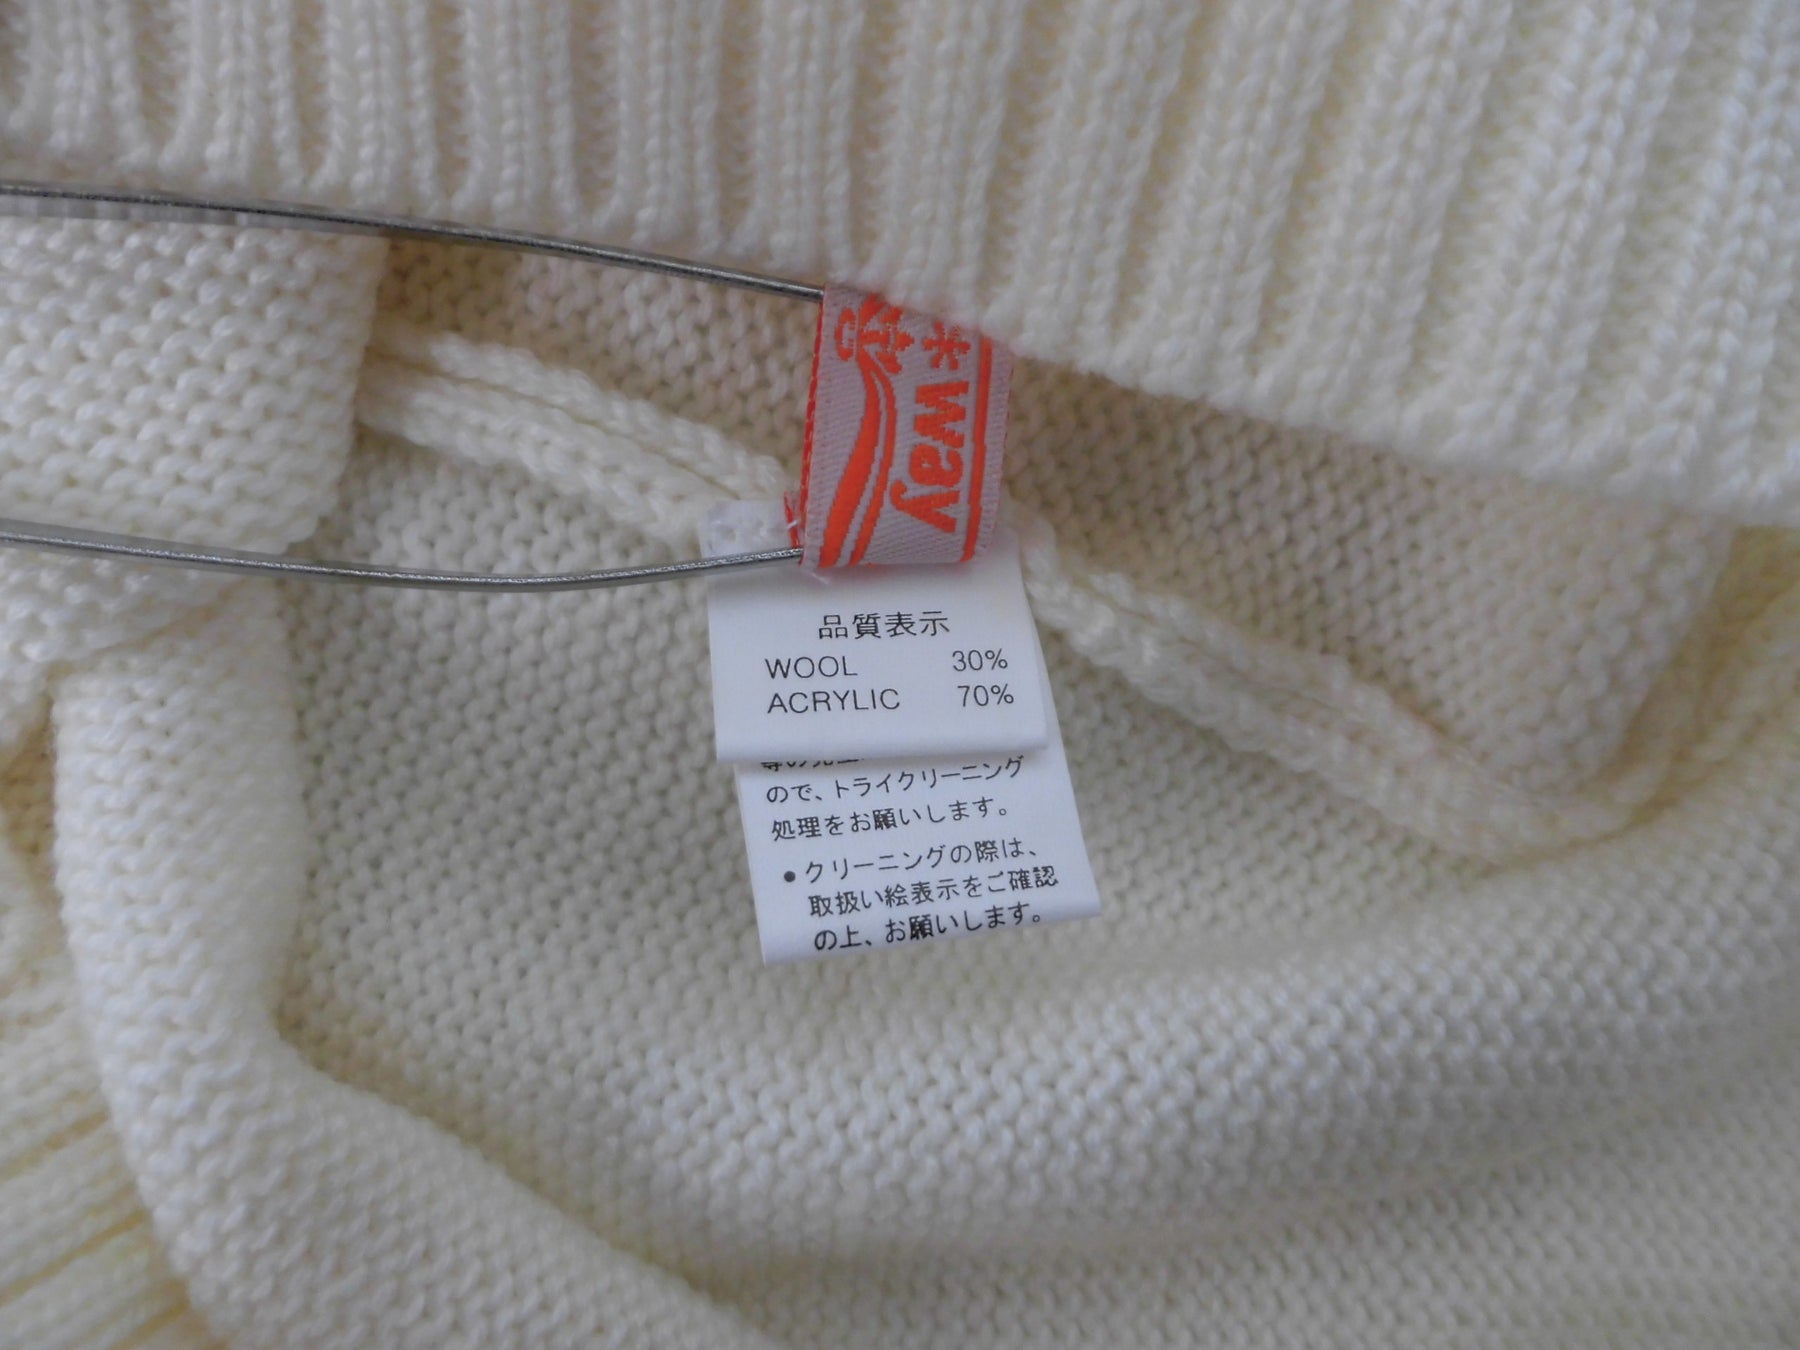 *way
品質表示
WOOL 30%
ACRYLIC 70%
ので、トライクリーニング
処理をお願いします。
●クリーニングの際は、
取扱い絵表示をご確認
の上、お願いします。